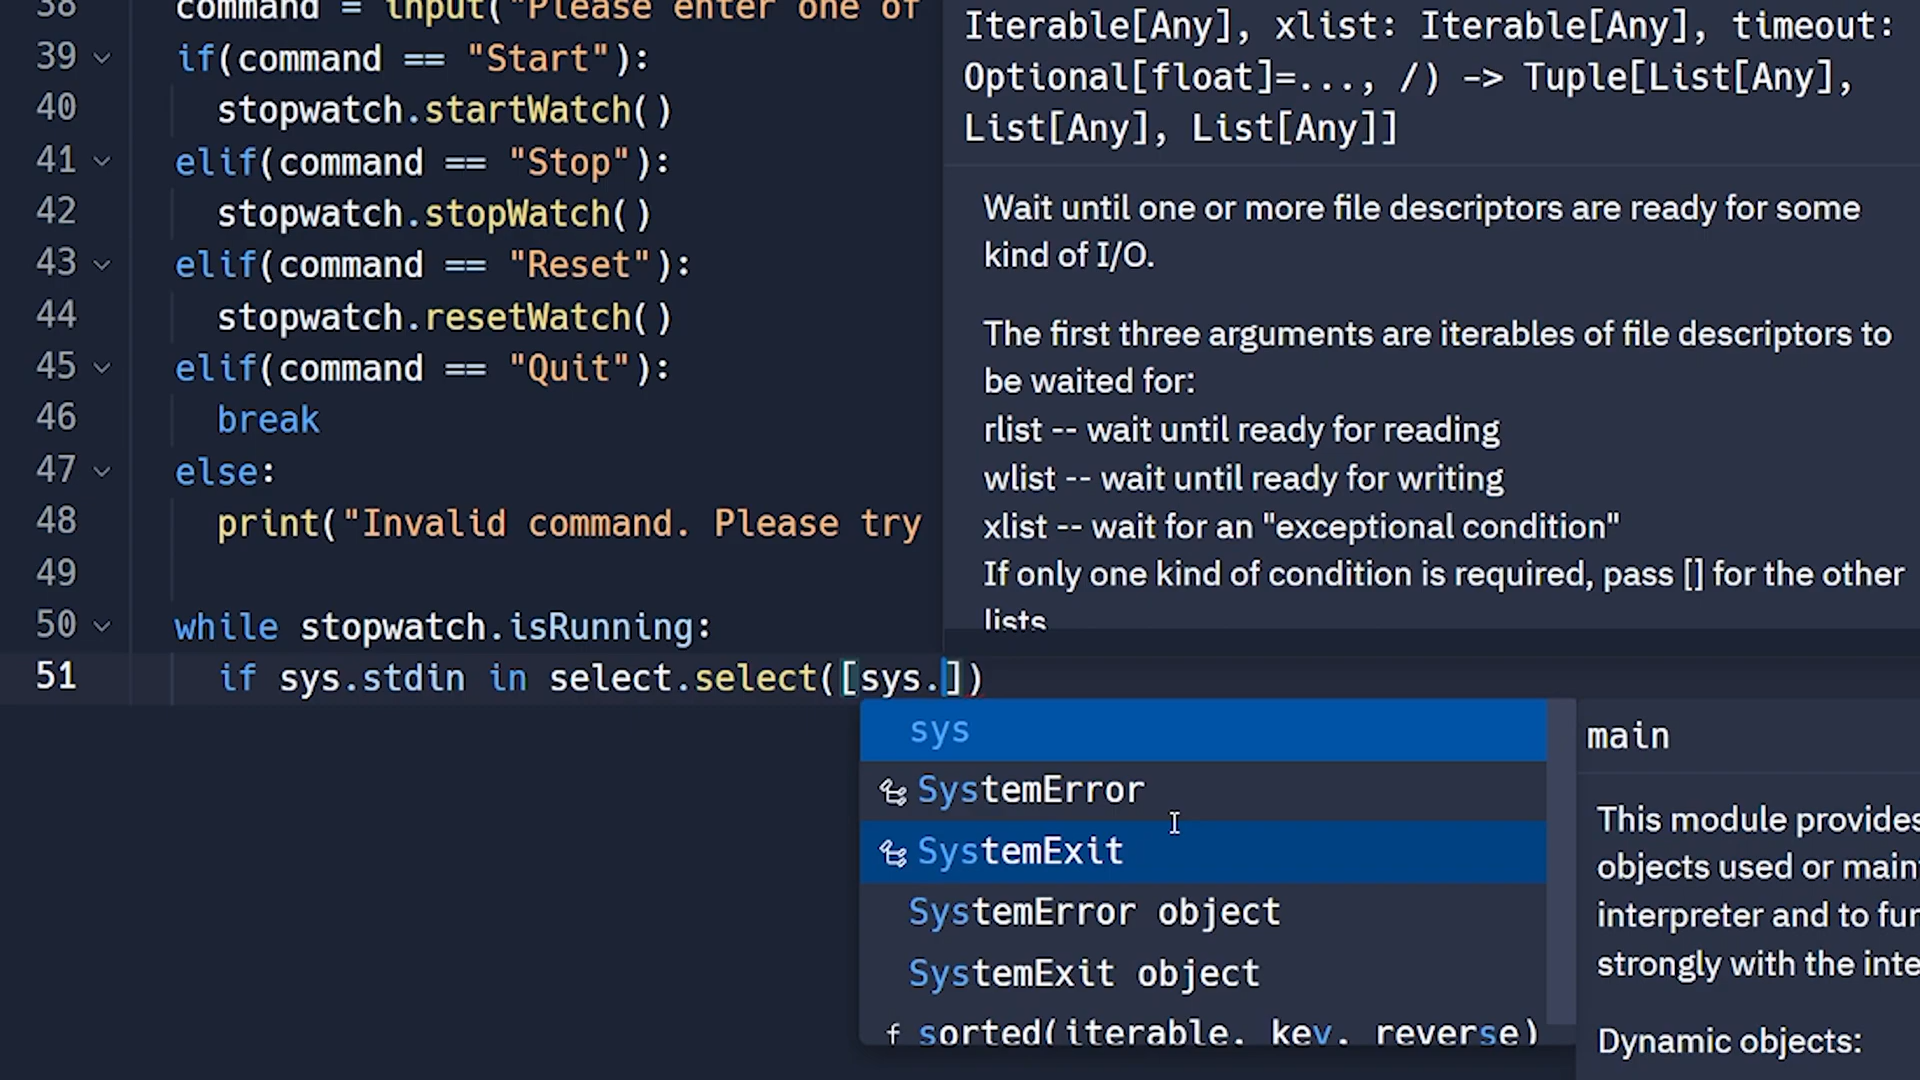 38 command = input("Please enter one of
39 if(command == "Start"):
40 stopwatch.startWatch()
41 elif(command == "Stop"):
42 stopwatch.stopWatch()
43 elif(command == "Reset"):
44 stopwatch.resetWatch()
45 elif(command == "Quit"):
46 break
47 else:
48 print("Invalid command. Please try
49
50 while stopwatch.isRunning:
51 if sys.stdin in select.select([sys.])
Iterable[Any], xlist: Iterable[Any], timeout:
Optional[float]=..., /) -> Tuple[List[Any],
List[Any], List[Any]]
Wait until one or more file descriptors are ready for some
kind of I/O.
The first three arguments are iterables of file descriptors to
be waited for:
rlist -- wait until ready for reading
wlist -- wait until ready for writing
xlist -- wait for an "exceptional condition"
If only one kind of condition is required, pass [] for the other
lists
sys
SystemError
SystemExit
SystemError object
SystemExit object
f sorted(iterable, key, reverse)
main
This module provides
objects used or main
interpreter and to fun
strongly with the inte
Dynamic objects: